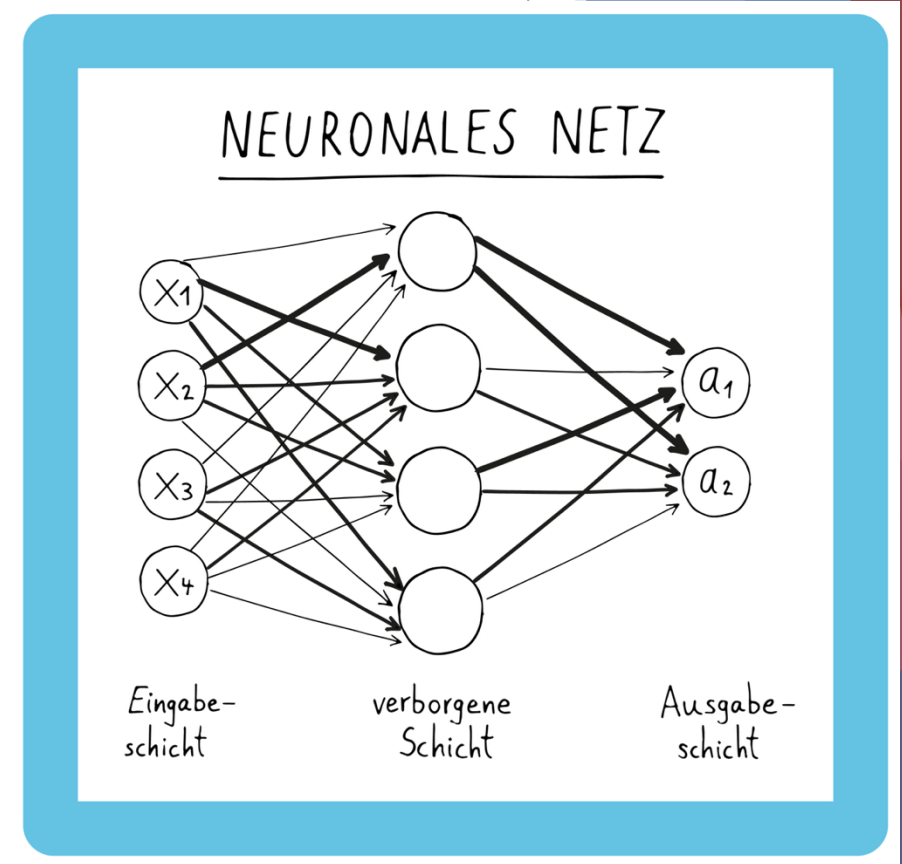 NEURONALES NETZ
X1
X2
X3
X4
a1
a2
Eingabe-
schicht
verborgene
Schicht
Ausgabe-
schicht